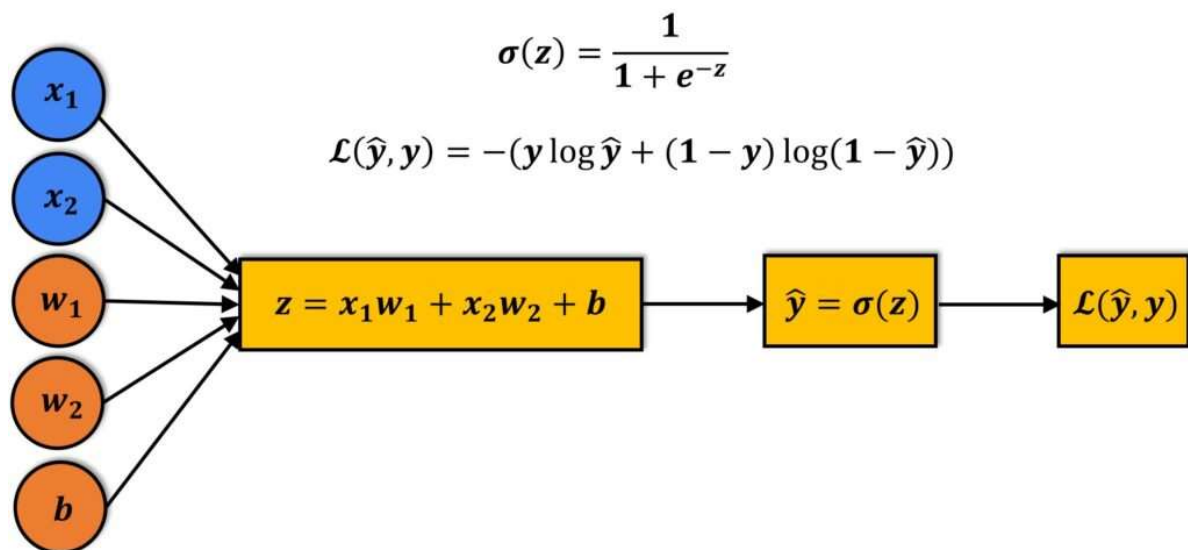 σ(z) = 1 / (1 + e^{-z})
ℒ(ŷ, y) = −(y log ŷ + (1 − y) log(1 − ŷ))
x₁
x₂
w₁
w₂
b
z = x₁w₁ + x₂w₂ + b
ŷ = σ(z)
ℒ(ŷ, y)